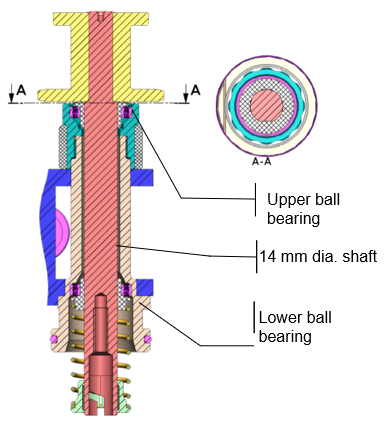 A A
A-A
Upper ball
bearing
14 mm dia. shaft
Lower ball
bearing